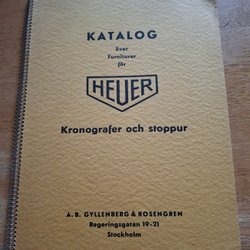 KATALOG
över
Furniturer
för
HEUER
Kronografer och stoppur
A. B. GYLLENBERG & ROSENGREN
Regeringsgatan 19-21
Stockholm